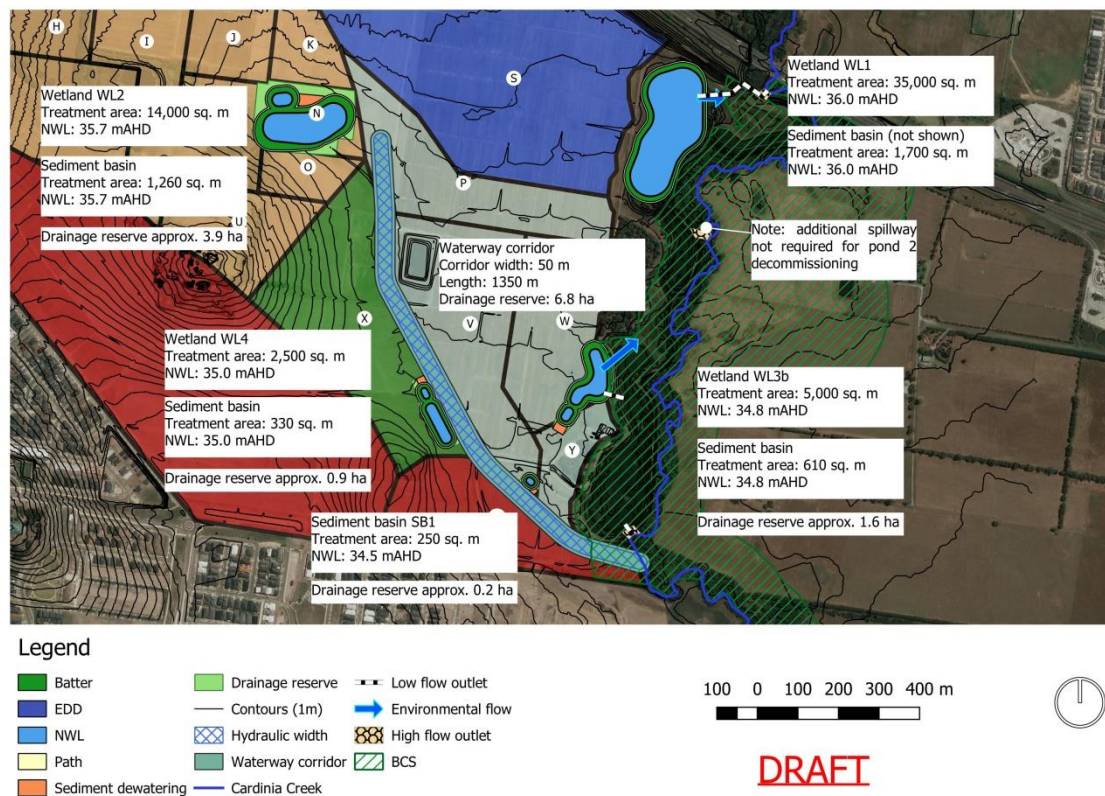 H
I
J
K
S
Wetland WL2
Treatment area: 14,000 sq. m
NWL: 35.7 mAHD
Sediment basin
Treatment area: 1,260 sq. m
NWL: 35.7 mAHD
Drainage reserve approx. 3.9 ha
N
O
P
U
Wetland WL1
Treatment area: 35,000 sq. m
NWL: 36.0 mAHD
Sediment basin (not shown)
Treatment area: 1,700 sq. m
NWL: 36.0 mAHD
Note: additional spillway
not required for pond 2
decommissioning
Waterway corridor
Corridor width: 50 m
Length: 1350 m
Drainage reserve: 6.8 ha
X
V
W
Y
Wetland WL4
Treatment area: 2,500 sq. m
NWL: 35.0 mAHD
Sediment basin
Treatment area: 330 sq. m
NWL: 35.0 mAHD
Drainage reserve approx. 0.9 ha
Wetland WL3b
Treatment area: 5,000 sq. m
NWL: 34.8 mAHD
Sediment basin
Treatment area: 610 sq. m
NWL: 34.8 mAHD
Drainage reserve approx. 1.6 ha
Sediment basin SB1
Treatment area: 250 sq. m
NWL: 34.5 mAHD
Drainage reserve approx. 0.2 ha
Legend
Batter
EDD
NWL
Path
Sediment dewatering
Drainage reserve
Contours (1m)
Hydraulic width
Waterway corridor
Cardinia Creek
Low flow outlet
Environmental flow
High flow outlet
BCS
100 0 100 200 300 400 m
DRAFT